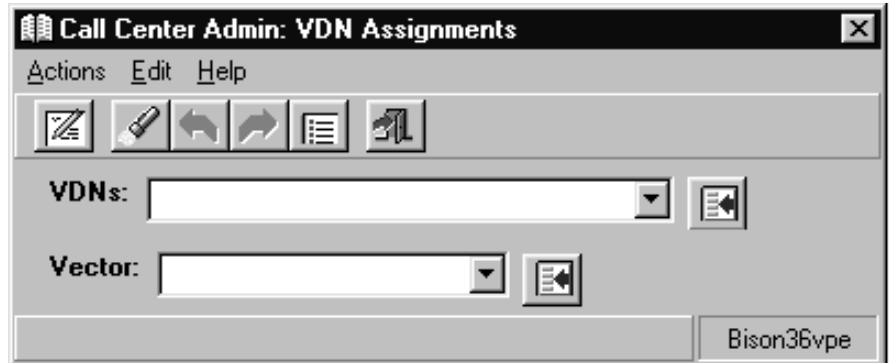 Call Center Admin: VDN Assignments
Actions Edit Help
VDNs:
Vector:
Bison36vpe